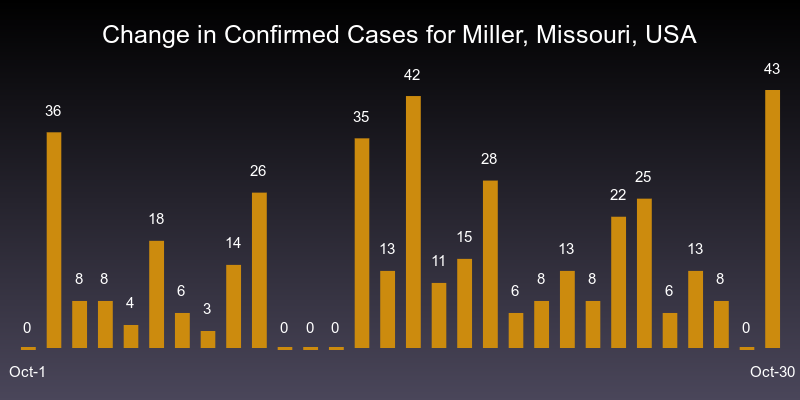 Change in Confirmed Cases for Miller, Missouri, USA
0 36 8 8 4 18 6 3 14 26 0 0 0 35 13 42 11 15 28 6 8 13 8 22 25 6 13 8 0 43
Oct-1 Oct-30